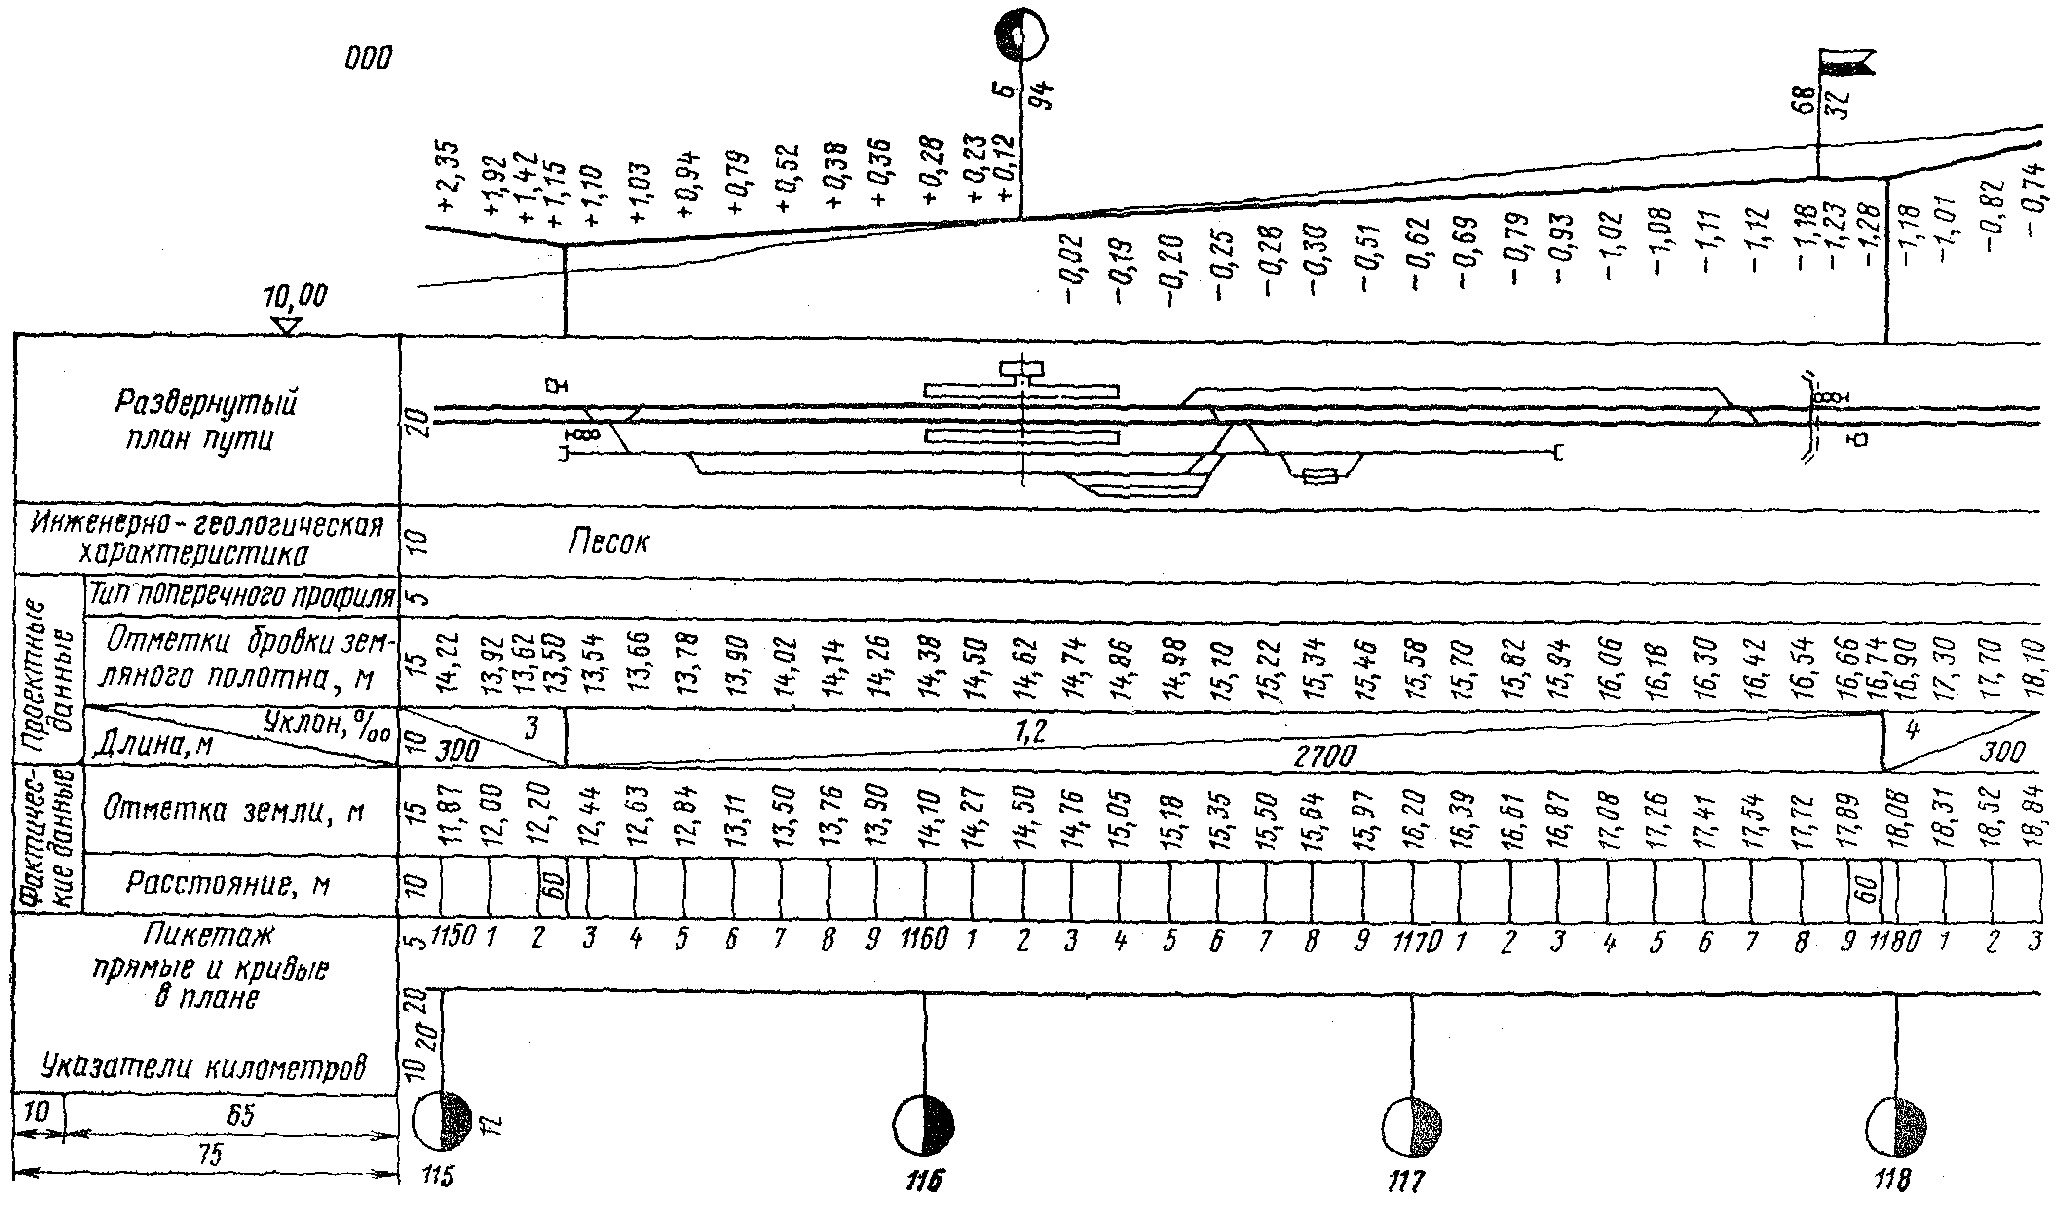 000
6
94
68
32
+2,35 +1,92 +1,42 +1,15 +1,10 +1,03 +0,94 +0,79 +0,52 +0,38 +0,36 +0,28 +0,23 +0,12
-0,02 -0,19 -0,20 -0,25 -0,28 -0,30 -0,51 -0,62 -0,69 -0,79 -0,93 -1,02 -1,08 -1,11 -1,12 -1,18 -1,23 -1,28 -1,18 -1,01 -0,82 -0,74
10,00
Развернутый
план пути
20
Инженерно-геологическая
характеристика
10
Песок
Проектные
данные
Тип поперечного профиля
5
Отметки бровки зем-
ляного полотна, м
15
14,22 13,92 13,62 13,50 13,54 13,66 13,78 13,90 14,02 14,14 14,26 14,38 14,50 14,62 14,74 14,86 14,98 15,10 15,22 15,34 15,46 15,58 15,70 15,82 15,94 16,06 16,18 16,30 16,42 16,54 16,66 16,74 16,90 17,30 17,70 18,10
Уклон, ‰
Длина, м
10
3
300
1,2
2700
4
300
Фактичес-
кие данные
Отметка земли, м
15
11,87 12,00 12,20 12,44 12,63 12,84 13,11 13,50 13,76 13,90 14,10 14,27 14,50 14,76 15,05 15,18 15,35 15,50 15,64 15,97 16,20 16,39 16,61 16,87 17,08 17,26 17,41 17,54 17,72 17,89 18,08 18,31 18,52 18,84
Расстояние, м
10
60
60
Пикетаж
прямые и кривые
в плане
5
1150 1 2 3 4 5 6 7 8 9 1160 1 2 3 4 5 6 7 8 9 1170 1 2 3 4 5 6 7 8 9 1180 1 2 3
20
20
Указатели километров
10
10
65
75
12
115
116
117
118